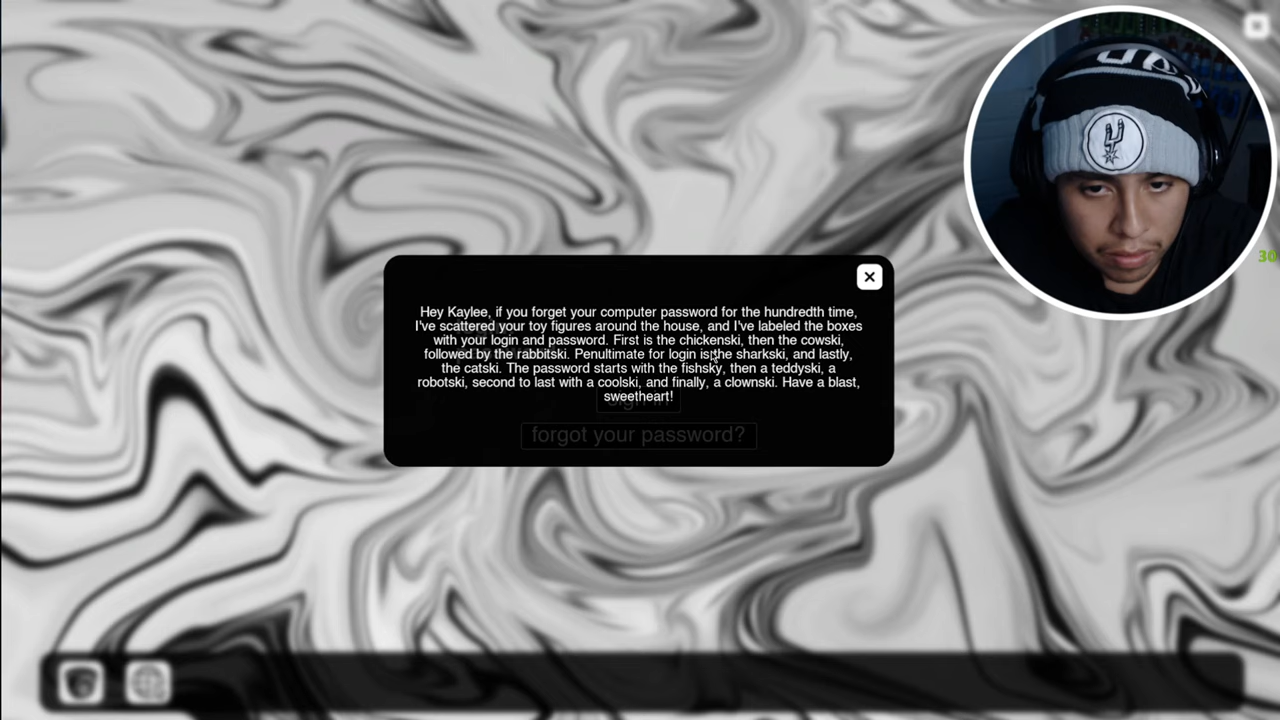 Hey Kaylee, if you forget your computer password for the hundredth time,
I've scattered your toy figures around the house, and I've labeled the boxes
with your login and password. First is the chickenski, then the cowski,
followed by the rabbitski. Penultimate for login is the sharkski, and lastly,
the catski. The password starts with the fishsky, then a teddyski, a
robotski, second to last with a coolski, and finally, a clownski. Have a blast,
sweetheart!
sign in
forgot your password?
30